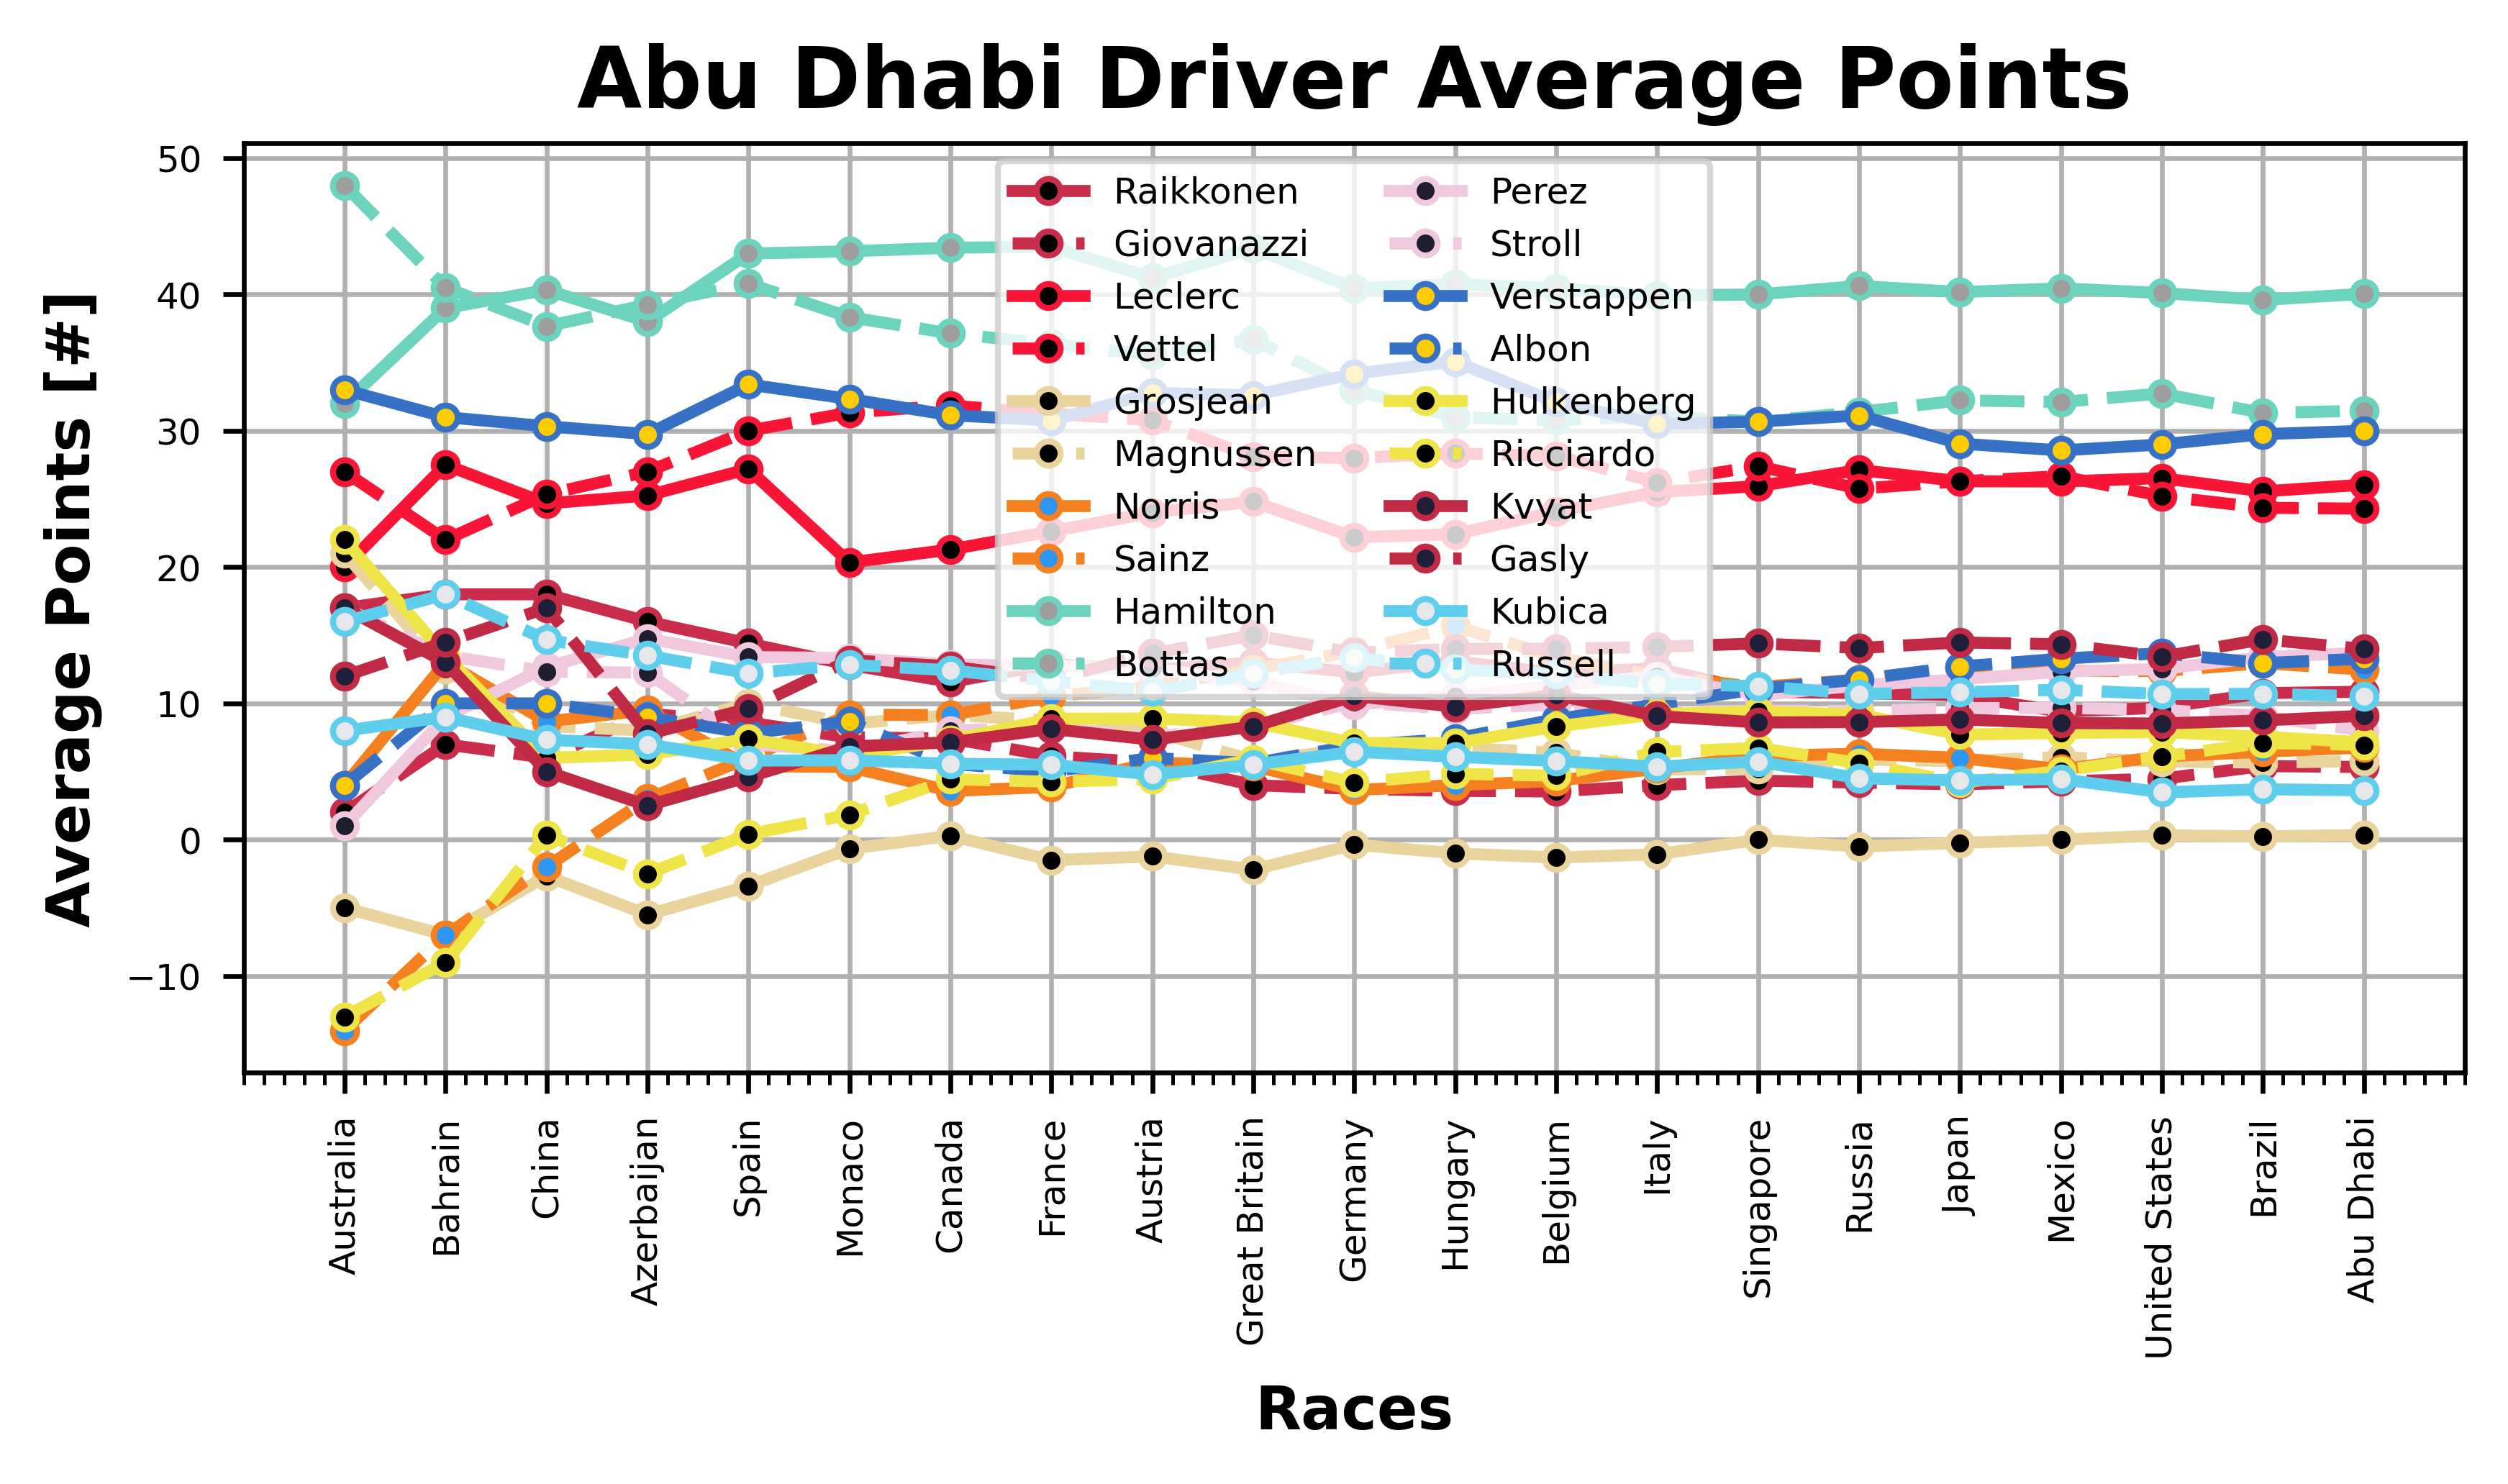 Abu Dhabi Driver Average Points
Average Points [#]
50
40
30
20
10
0
−10
Raikkonen
Giovanazzi
Leclerc
Vettel
Grosjean
Magnussen
Norris
Sainz
Hamilton
Bottas
Perez
Stroll
Verstappen
Albon
Hulkenberg
Ricciardo
Kvyat
Gasly
Kubica
Russell
Australia
Bahrain
China
Azerbaijan
Spain
Monaco
Canada
France
Austria
Great Britain
Germany
Hungary
Belgium
Italy
Singapore
Russia
Japan
Mexico
United States
Brazil
Abu Dhabi
Races